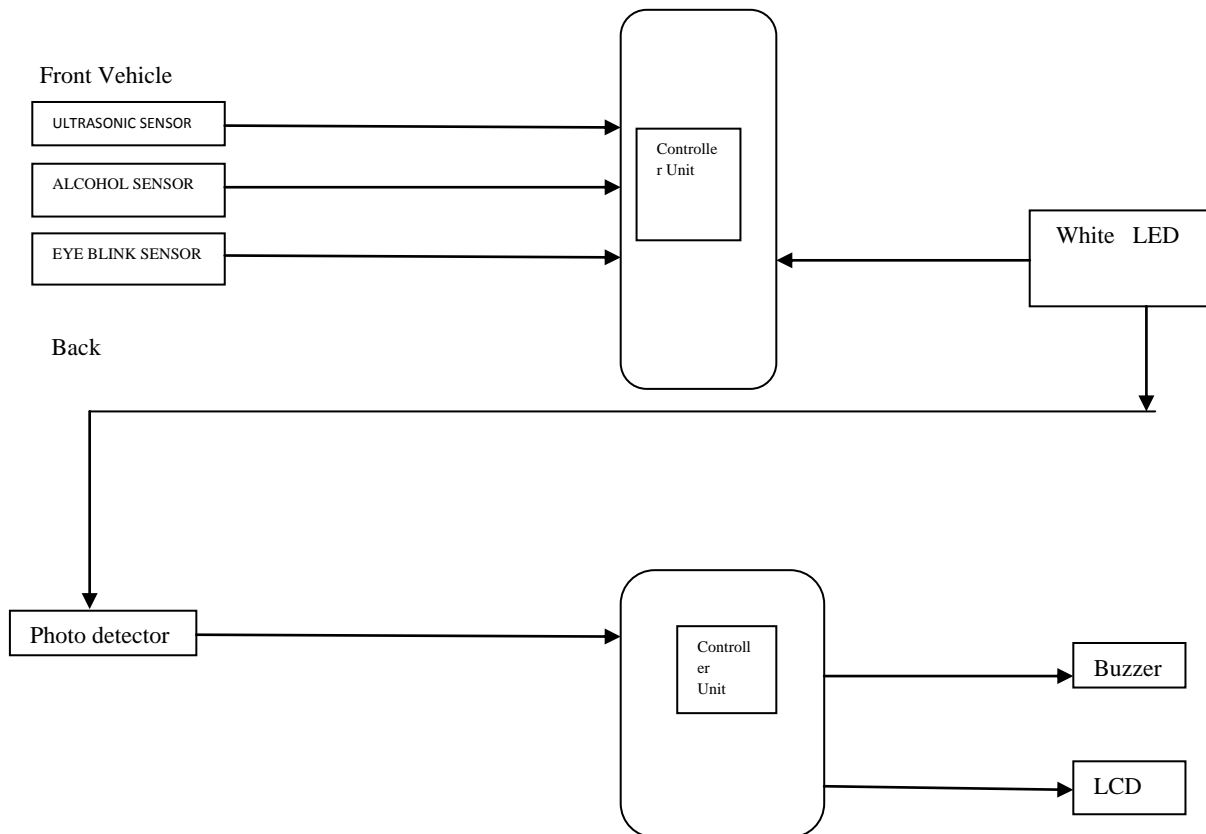 Front Vehicle
ULTRASONIC SENSOR
ALCOHOL SENSOR
EYE BLINK SENSOR
Controlle
r Unit
White LED
Back
Photo detector
Controll
er
Unit
Buzzer
LCD